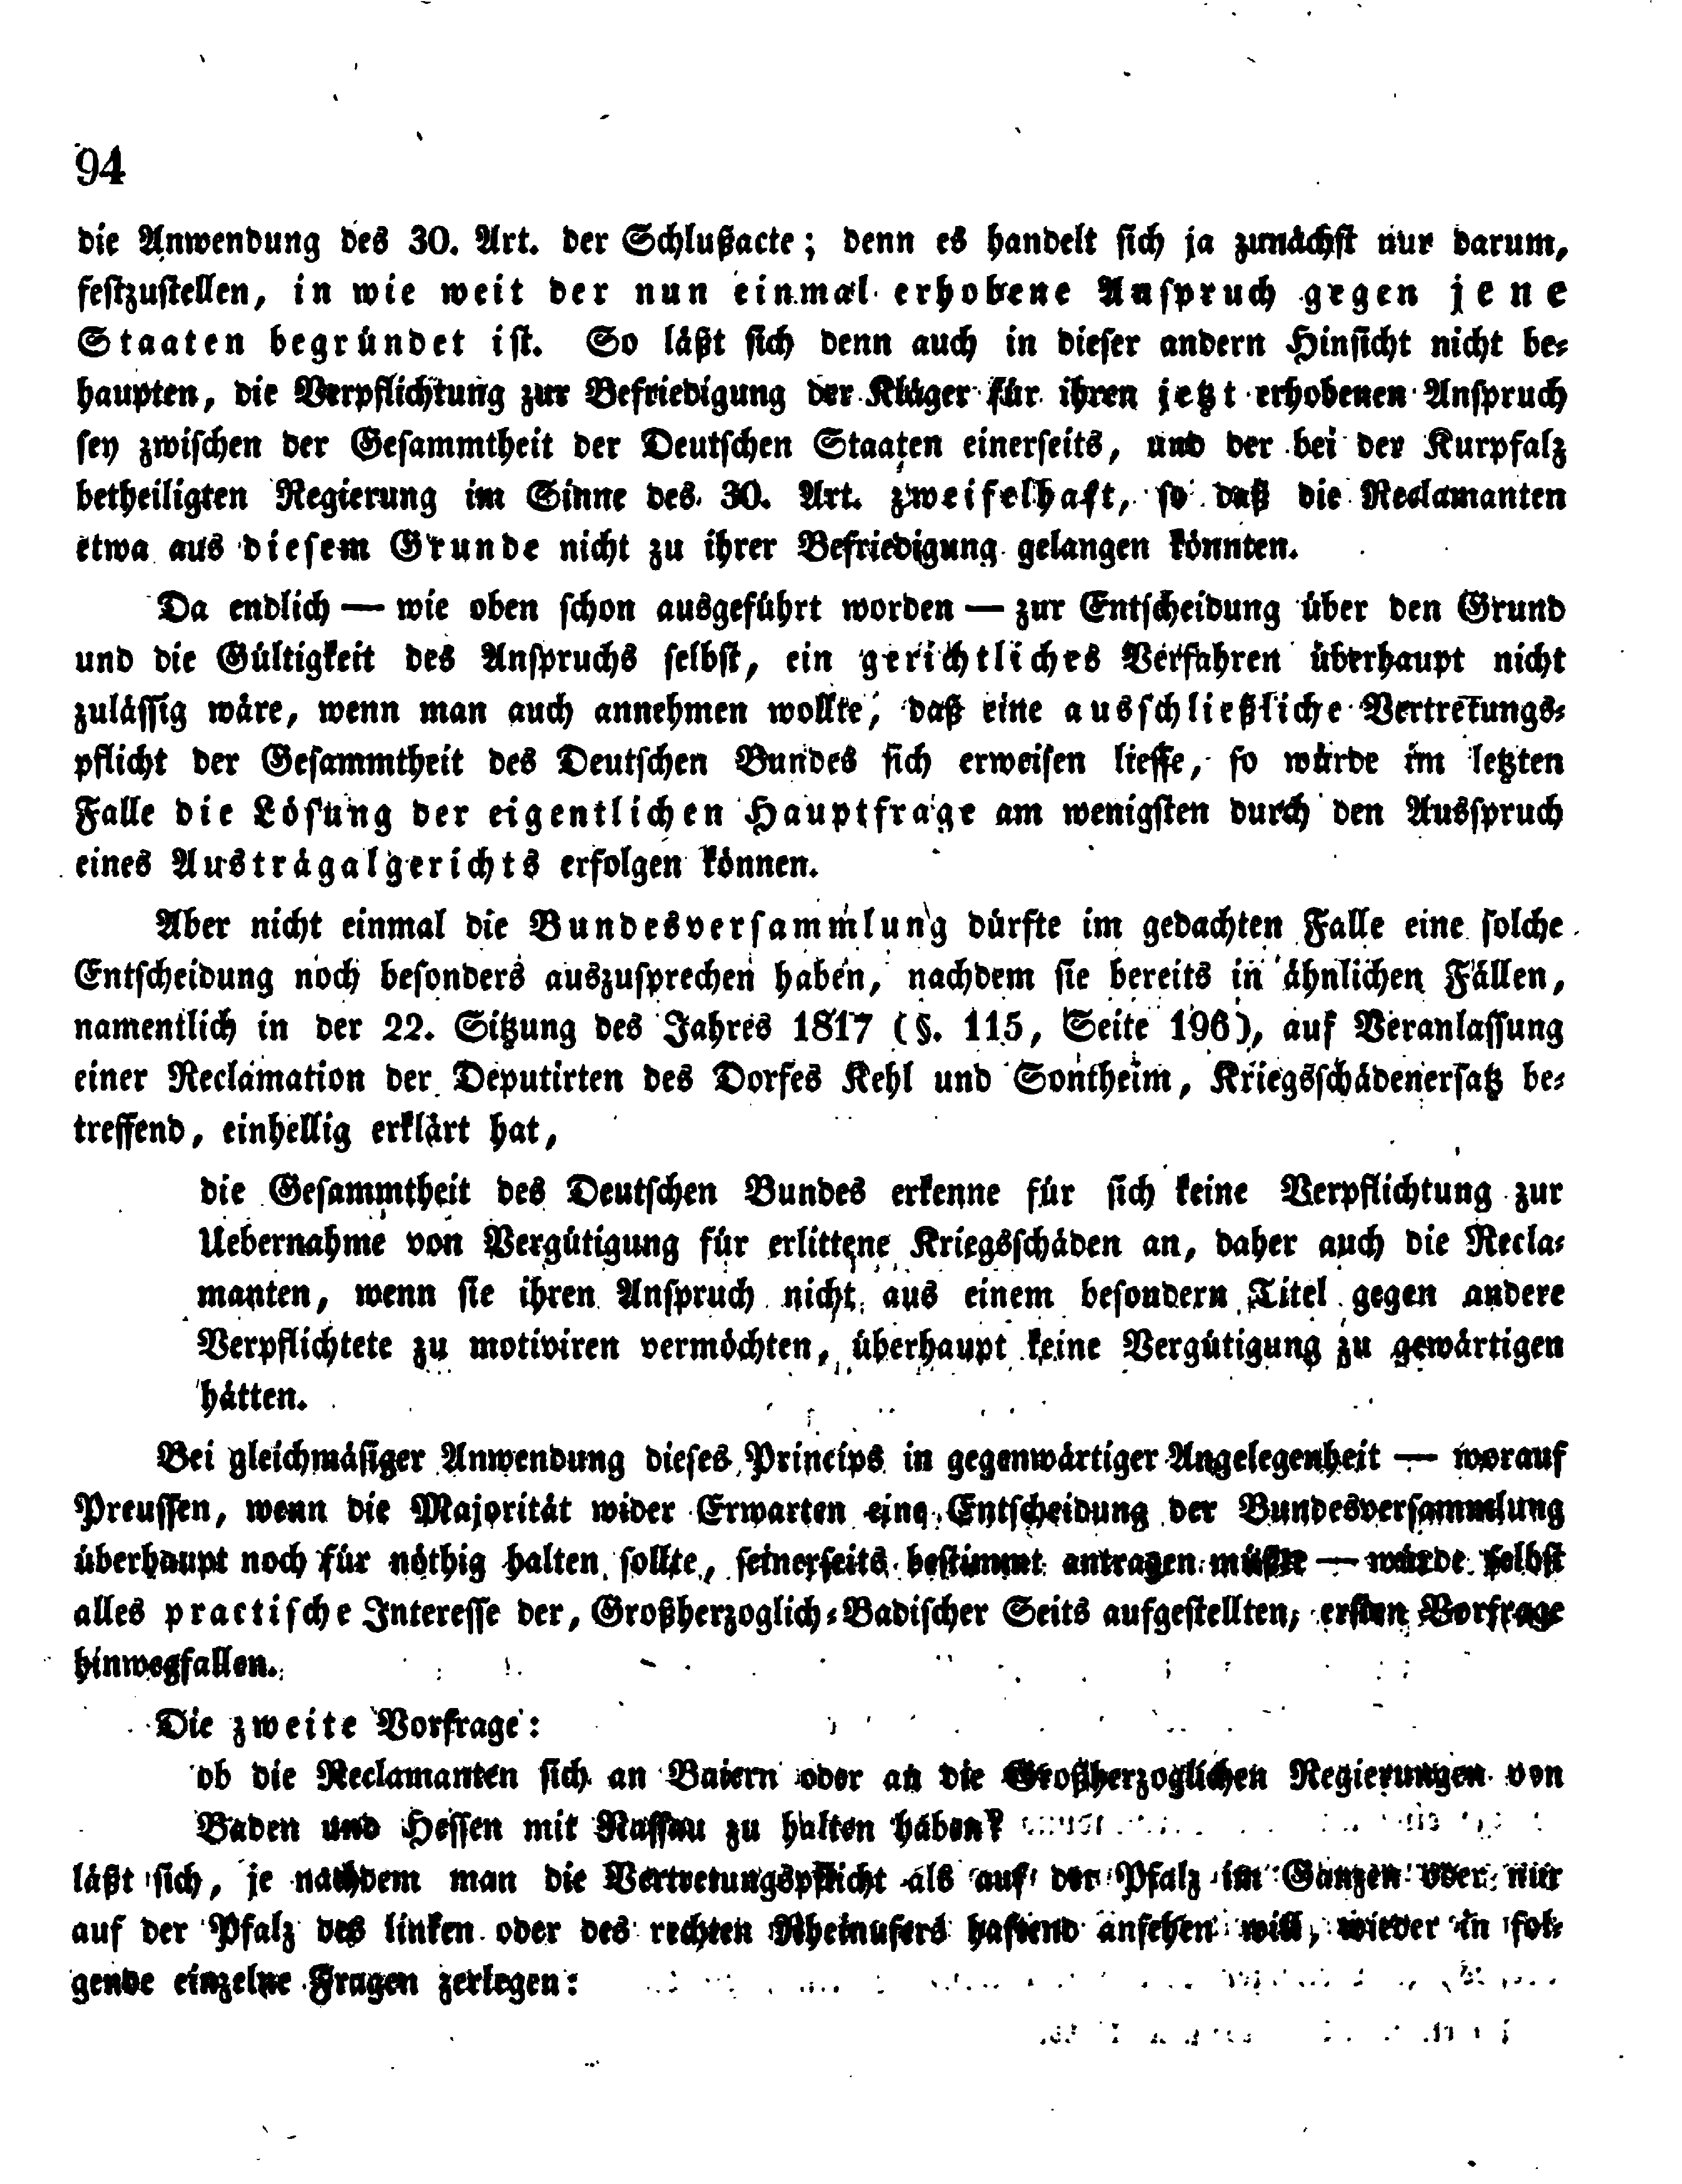 94
die Anwendung des 30. Art. der Schlußacte; denn es handelt sich ja zunächst nur darum,
festzustellen, in wie weit der nun einmal erhobene Anspruch gegen jene
Staaten begründet ist. So läßt sich denn auch in dieser andern Hinsicht nicht be-
haupten, die Verpflichtung zur Befriedigung der Kläger für ihren jetzt erhobenen Anspruch
sey zwischen der Gesammtheit der Deutschen Staaten einerseits, und der bei der Kurpfalz
betheiligten Regierung im Sinne des 30. Art. zweifelhaft, so daß die Reclamanten
etwa aus diesem Grunde nicht zu ihrer Befriedigung gelangen könnten.
Da endlich — wie oben schon ausgeführt worden — zur Entscheidung über den Grund
und die Gültigkeit des Anspruchs selbst, ein gerichtliches Verfahren überhaupt nicht
zulässig wäre, wenn man auch annehmen wollte, daß eine ausschließliche Vertretungs-
pflicht der Gesammtheit des Deutschen Bundes sich erweisen liesse, so würde im letzten
Falle die Lösung der eigentlichen Hauptfrage am wenigsten durch den Ausspruch
eines Austrägalgerichts erfolgen können.
Aber nicht einmal die Bundesversammlung dürfte im gedachten Falle eine solche
Entscheidung noch besonders auszusprechen haben, nachdem sie bereits in ähnlichen Fällen,
namentlich in der 22. Sitzung des Jahres 1817 (§. 115, Seite 196), auf Veranlassung
einer Reclamation der Deputirten des Dorfes Kehl und Sontheim, Kriegsschädenersatz be-
treffend, einhellig erklärt hat,
die Gesammtheit des Deutschen Bundes erkenne für sich keine Verpflichtung zur
Uebernahme von Vergütigung für erlittene Kriegsschäden an, daher auch die Recla-
manten, wenn sie ihren Anspruch nicht aus einem besondern Titel gegen andere
Verpflichtete zu motiviren vermöchten, überhaupt keine Vergütigung zu gewärtigen
hätten.
Bei gleichmäsiger Anwendung dieses Princips in gegenwärtiger Angelegenheit — worauf
Preussen, wenn die Majorität wider Erwarten eine Entscheidung der Bundesversammlung
überhaupt noch für nöthig halten sollte, seinerseits bestimmt antragen müßte — würde selbst
alles practische Interesse der, Großherzoglich-Badischer Seits aufgestellten, ersten Vorfrage
hinwegfallen.
Die zweite Vorfrage:
ob die Reclamanten sich an Baiern oder an die Großherzoglichen Regierungen von
Baden und Hessen mit Nassau zu halten haben?
läßt sich, je nachdem man die Vertretungspflicht als auf der Pfalz im Ganzen oder nur
auf der Pfalz des linken oder des rechten Rheinufers haftend ansehen will, wieder in fol-
gende einzelne Fragen zerlegen: